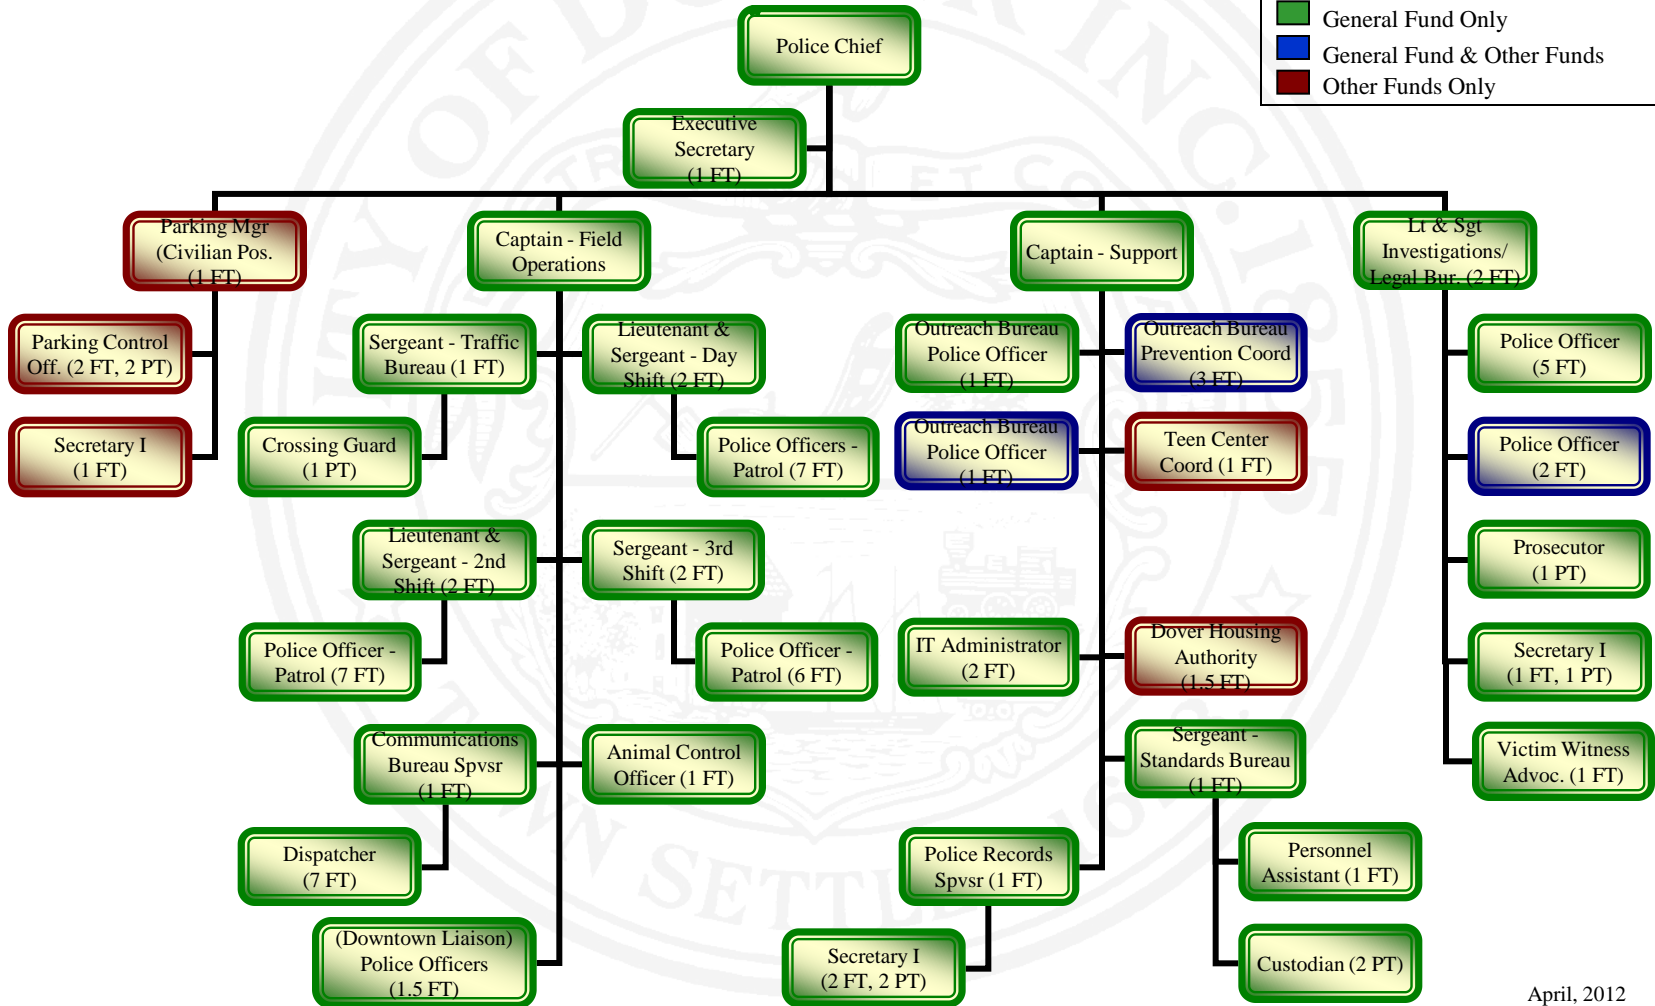 General Fund Only
General Fund & Other Funds
Other Funds Only
Police Chief
Executive
Secretary
(1 FT)
Parking Mgr
(Civilian Pos.
(1 FT)
Captain - Field
Operations
Captain - Support
Lt & Sgt
Investigations/
Legal Bur. (2 FT)
Parking Control
Off. (2 FT, 2 PT)
Secretary I
(1 FT)
Sergeant - Traffic
Bureau (1 FT)
Lieutenant &
Sergeant - Day
Shift (2 FT)
Crossing Guard
(1 PT)
Police Officers -
Patrol (7 FT)
Lieutenant &
Sergeant - 2nd
Shift (2 FT)
Sergeant - 3rd
Shift (2 FT)
Police Officer -
Patrol (7 FT)
Police Officer -
Patrol (6 FT)
Communications
Bureau Spvsr
(1 FT)
Animal Control
Officer (1 FT)
Dispatcher
(7 FT)
(Downtown Liaison)
Police Officers
(1.5 FT)
Outreach Bureau
Police Officer
(1 FT)
Outreach Bureau
Prevention Coord
(3 FT)
Outreach Bureau
Police Officer
(1 FT)
Teen Center
Coord (1 FT)
IT Administrator
(2 FT)
Dover Housing
Authority
(1.5 FT)
Sergeant -
Standards Bureau
(1 FT)
Police Records
Spvsr (1 FT)
Personnel
Assistant (1 FT)
Secretary I
(2 FT, 2 PT)
Custodian (2 PT)
Police Officer
(5 FT)
Police Officer
(2 FT)
Prosecutor
(1 PT)
Secretary I
(1 FT, 1 PT)
Victim Witness
Advoc. (1 FT)
April, 2012